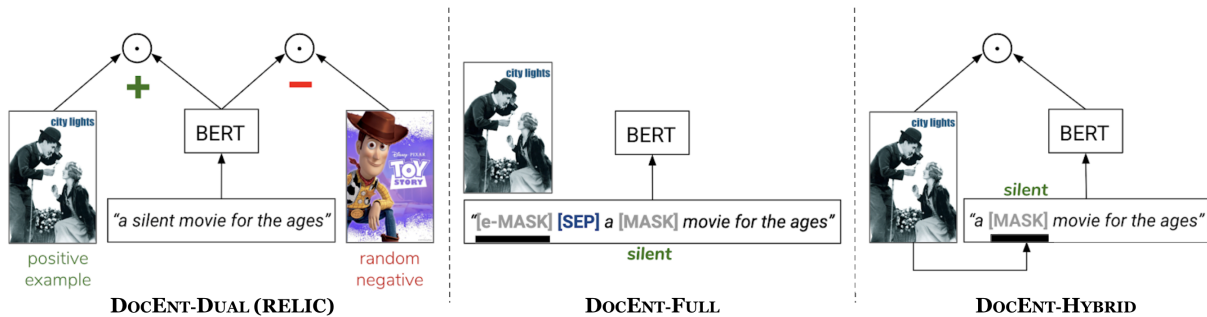 city lights
+
BERT
−
DISNEY · PIXAR
TOY
STORY
"a silent movie for the ages"
positive
example
random
negative
DOCENT-DUAL (RELIC)
city lights
BERT
"[e-MASK] [SEP] a [MASK] movie for the ages"
silent
DOCENT-FULL
city lights
BERT
silent
"a [MASK] movie for the ages"
DOCENT-HYBRID